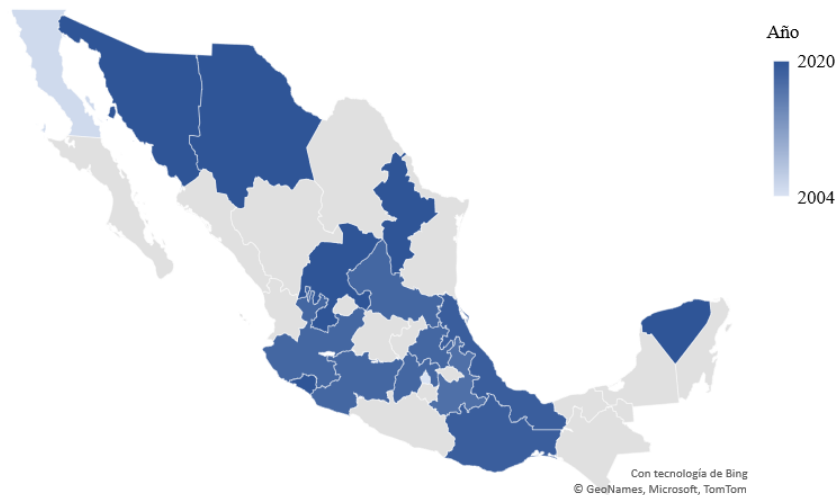 Año
2020
2004
Con tecnología de Bing
© GeoNames, Microsoft, TomTom